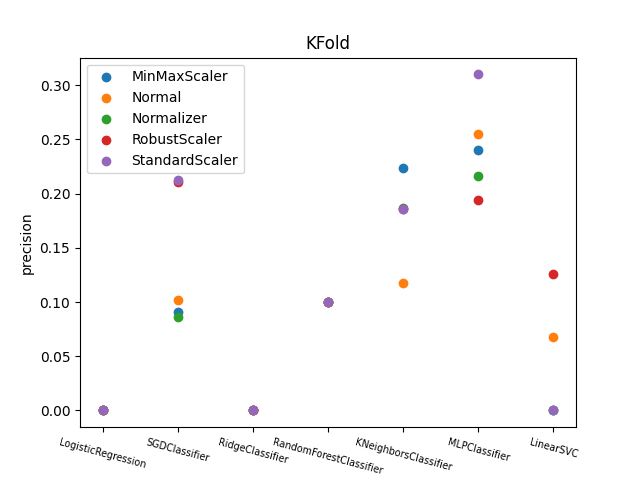 KFold
MinMaxScaler
Normal
Normalizer
RobustScaler
StandardScaler
precision
0.30
0.25
0.20
0.15
0.10
0.05
0.00
LogisticRegression
SGDClassifier
RidgeClassifier
RandomForestClassifier
KNeighborsClassifier
MLPClassifier
LinearSVC